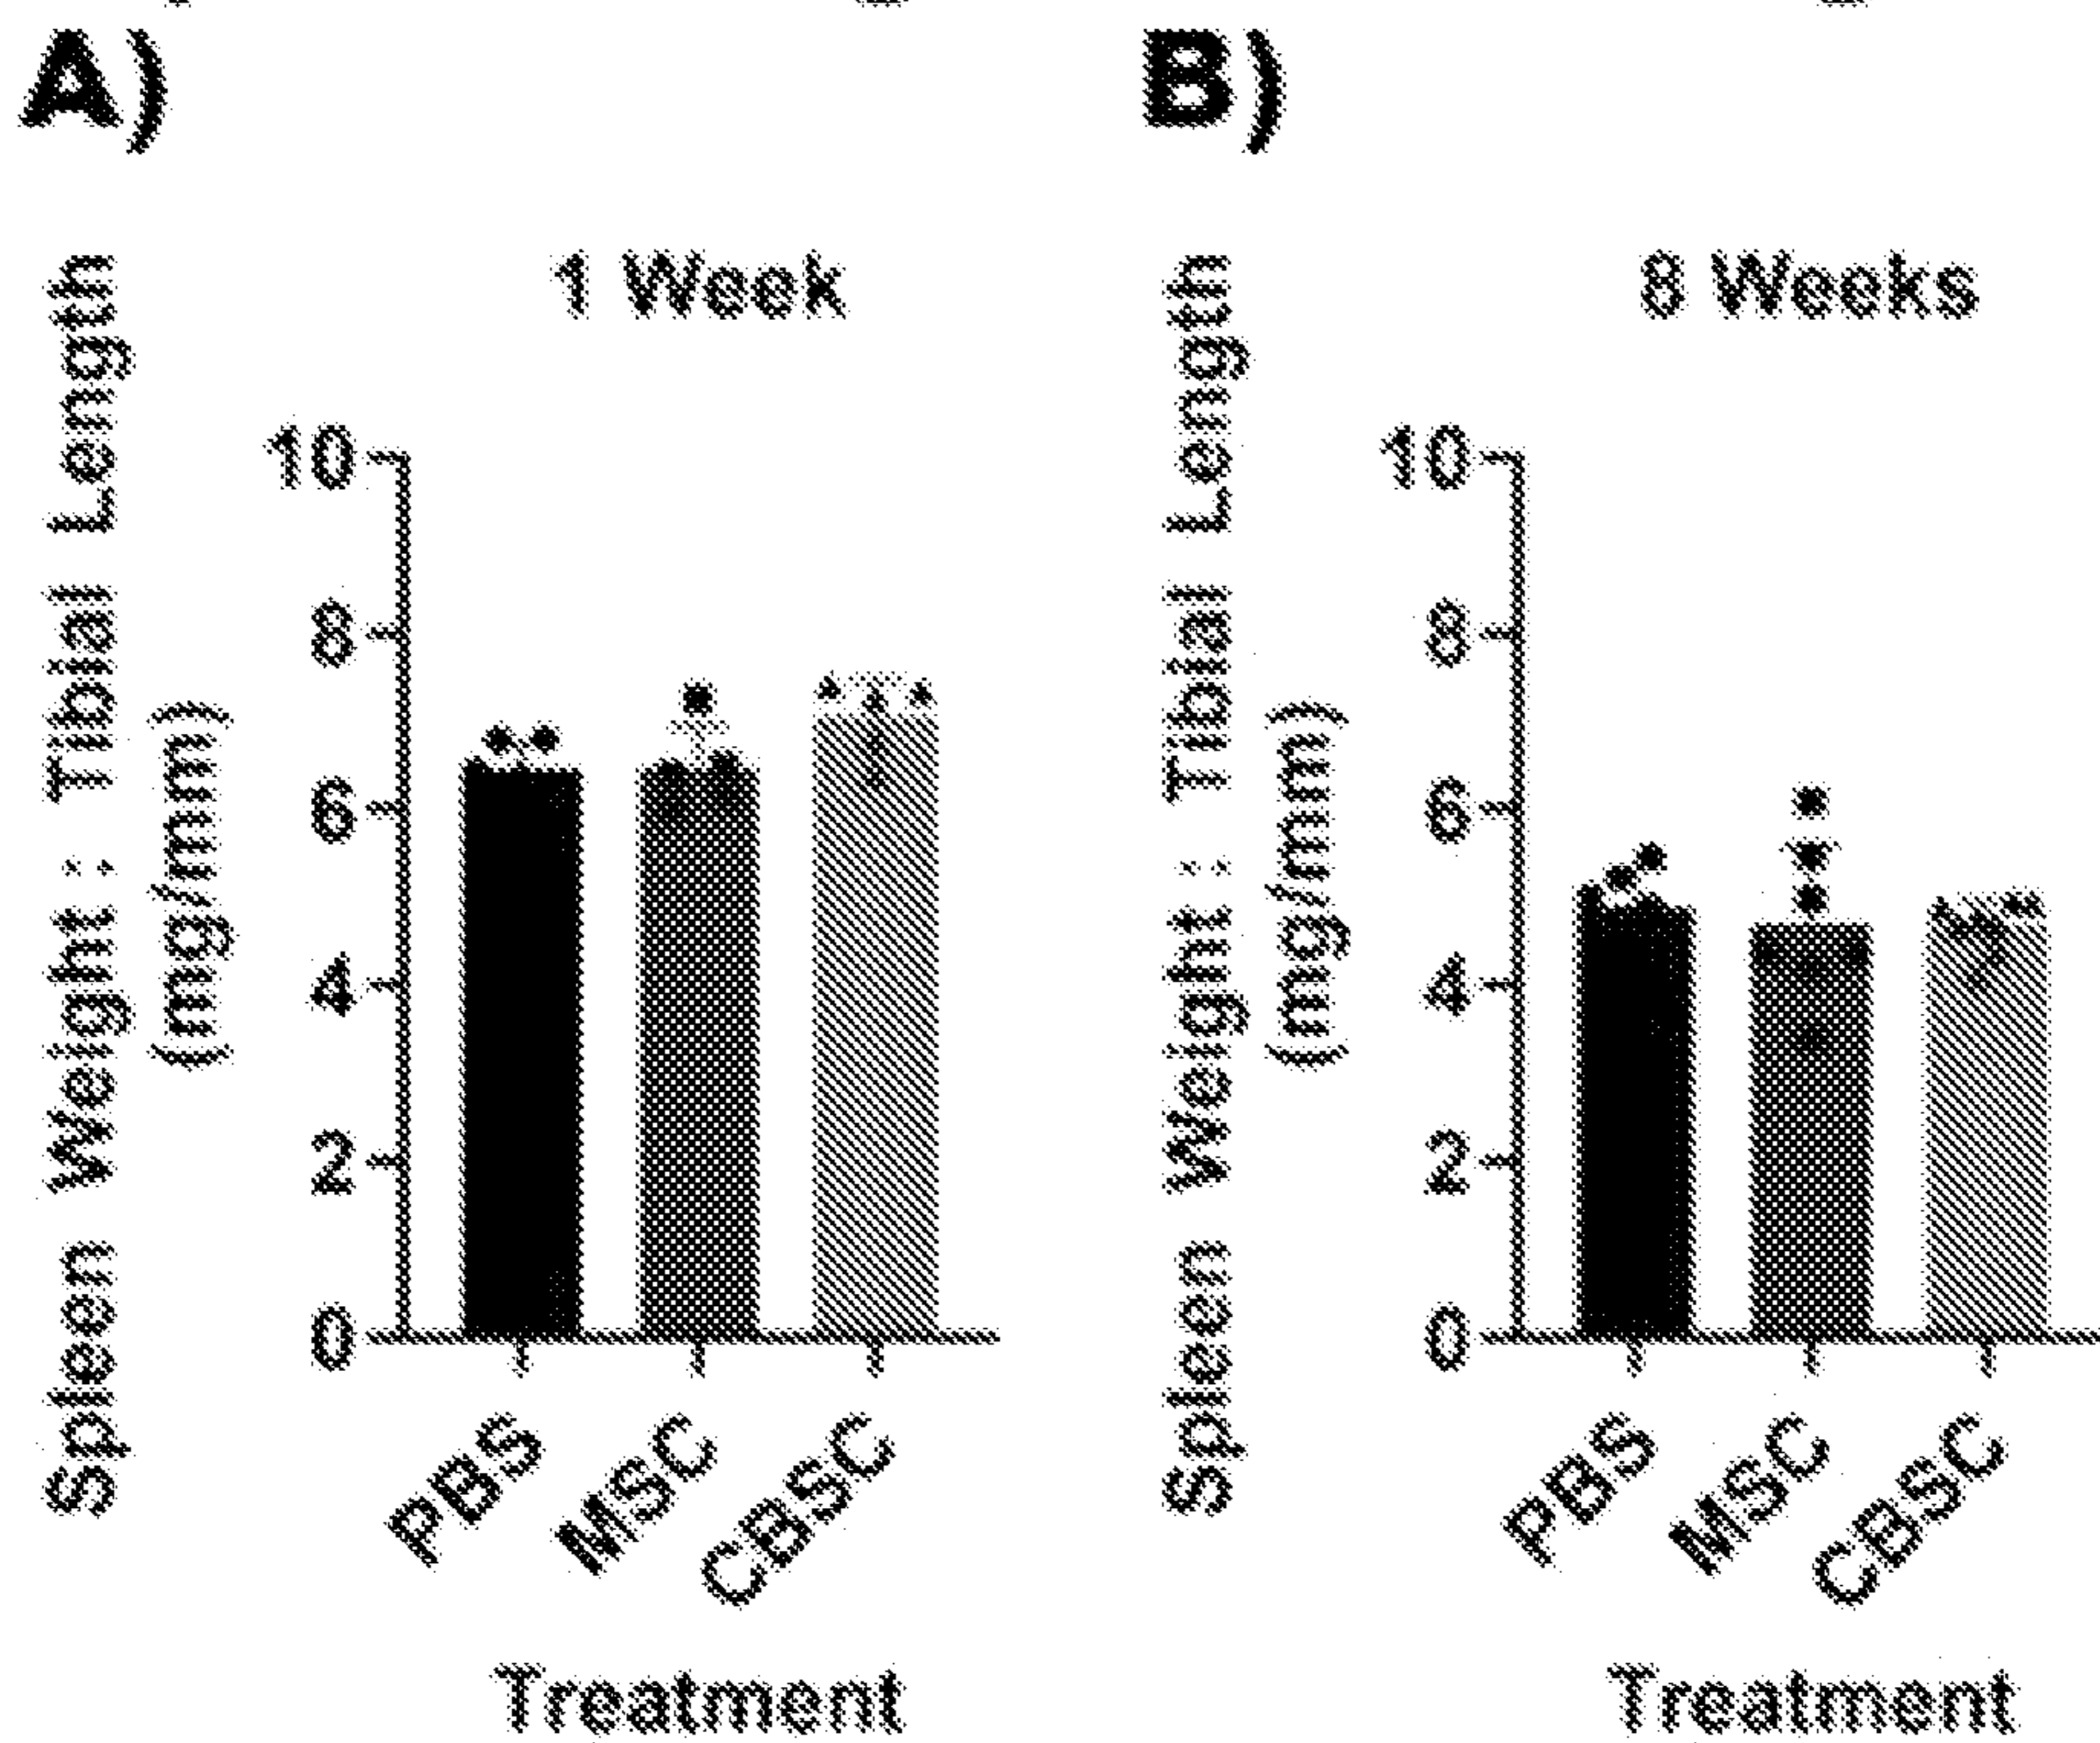 A)
1 Week
Spleen Weight : Tibial Length
(mg/mm)
10
8
6
4
2
0
PBS
MSC
CBSC
Treatment
B)
8 Weeks
Spleen Weight : Tibial Length
(mg/mm)
10
8
6
4
2
0
PBS
MSC
CBSC
Treatment